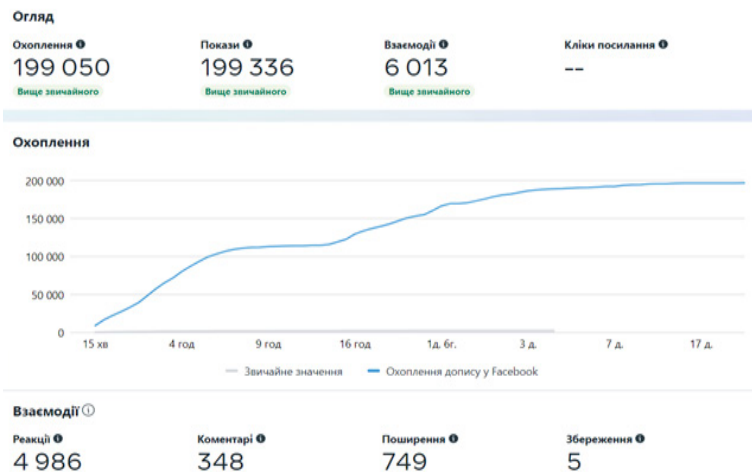 Огляд
Охоплення Покази Взаємодії Кліки посилання
199 050 199 336 6 013 --
Вище звичайного Вище звичайного Вище звичайного
Охоплення
200 000
150 000
100 000
50 000
0
15 хв 4 год 9 год 16 год 1д. 6г. 3 д. 7 д. 17 д.
Звичайне значення Охоплення допису у Facebook
Взаємодії
Реакції Коментарі Поширення Збереження
4 986 348 749 5